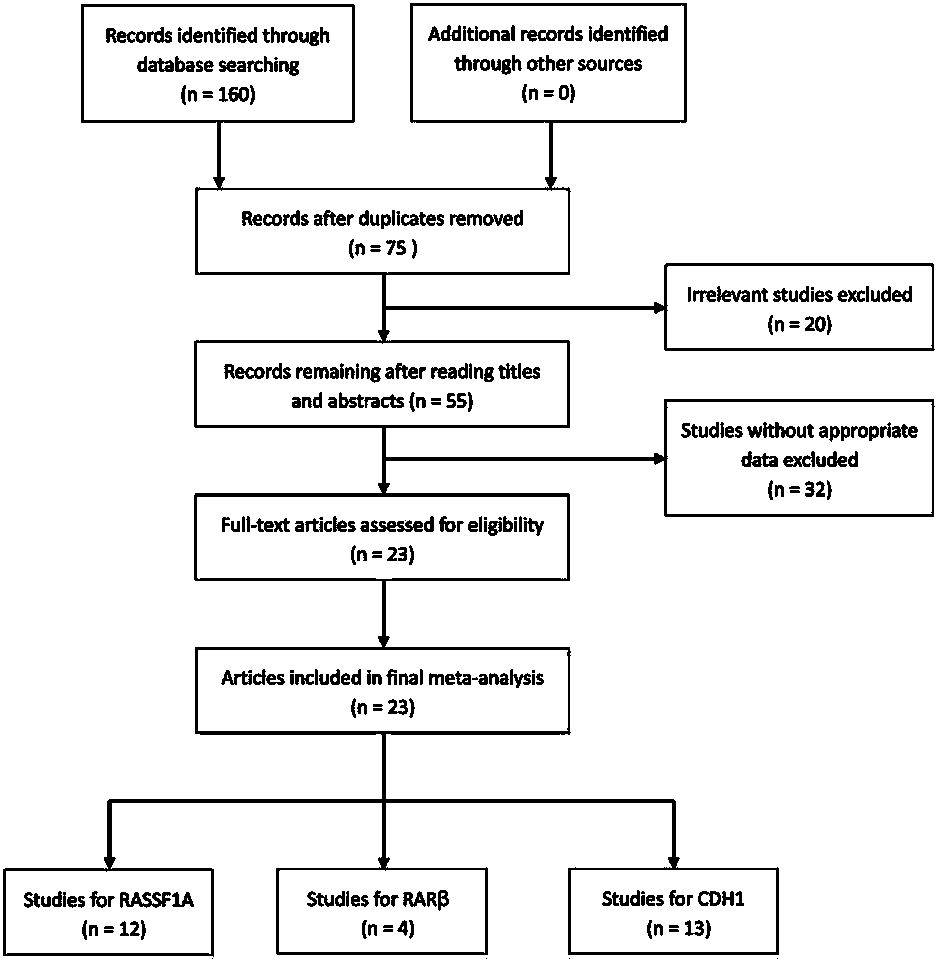 Records identified through
database searching
(n = 160)
Additional records identified
through other sources
(n = 0)
Records after duplicates removed
(n = 75 )
Irrelevant studies excluded
(n = 20)
Records remaining after reading titles
and abstracts (n = 55)
Studies without appropriate
data excluded
(n = 32)
Full-text articles assessed for eligibility
(n = 23)
Articles included in final meta-analysis
(n = 23)
Studies for RASSF1A
(n = 12)
Studies for RARβ
(n = 4)
Studies for CDH1
(n = 13)